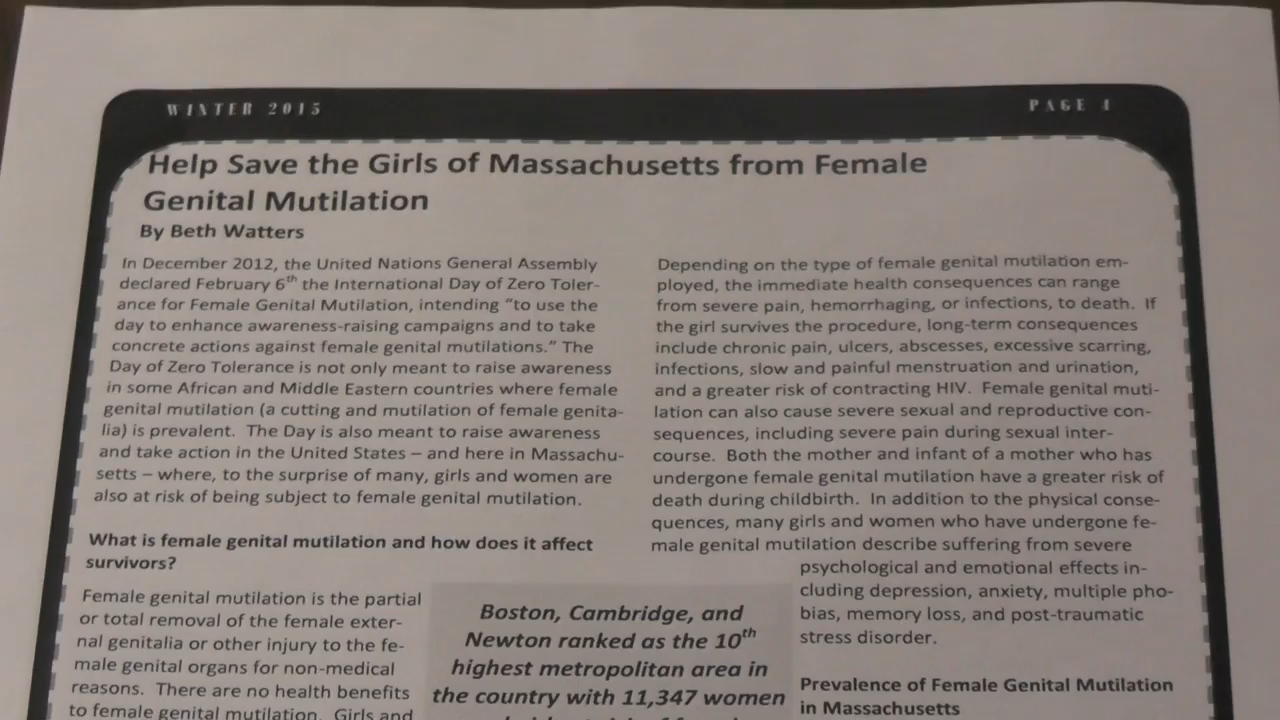 WINTER 2015
PAGE 4
Help Save the Girls of Massachusetts from Female
Genital Mutilation
By Beth Watters
In December 2012, the United Nations General Assembly
declared February 6th the International Day of Zero Toler-
ance for Female Genital Mutilation, intending “to use the
day to enhance awareness-raising campaigns and to take
concrete actions against female genital mutilations.” The
Day of Zero Tolerance is not only meant to raise awareness
in some African and Middle Eastern countries where female
genital mutilation (a cutting and mutilation of female genita-
lia) is prevalent. The Day is also meant to raise awareness
and take action in the United States – and here in Massachu-
setts – where, to the surprise of many, girls and women are
also at risk of being subject to female genital mutilation.
What is female genital mutilation and how does it affect
survivors?
Female genital mutilation is the partial
or total removal of the female exter-
nal genitalia or other injury to the fe-
male genital organs for non-medical
reasons. There are no health benefits
to female genital mutilation. Girls and
Boston, Cambridge, and
Newton ranked as the 10th
highest metropolitan area in
the country with 11,347 women
Depending on the type of female genital mutilation em-
ployed, the immediate health consequences can range
from severe pain, hemorrhaging, or infections, to death. If
the girl survives the procedure, long-term consequences
include chronic pain, ulcers, abscesses, excessive scarring,
infections, slow and painful menstruation and urination,
and a greater risk of contracting HIV. Female genital muti-
lation can also cause severe sexual and reproductive con-
sequences, including severe pain during sexual inter-
course. Both the mother and infant of a mother who has
undergone female genital mutilation have a greater risk of
death during childbirth. In addition to the physical conse-
quences, many girls and women who have undergone fe-
male genital mutilation describe suffering from severe
psychological and emotional effects in-
cluding depression, anxiety, multiple pho-
bias, memory loss, and post-traumatic
stress disorder.
Prevalence of Female Genital Mutilation
in Massachusetts